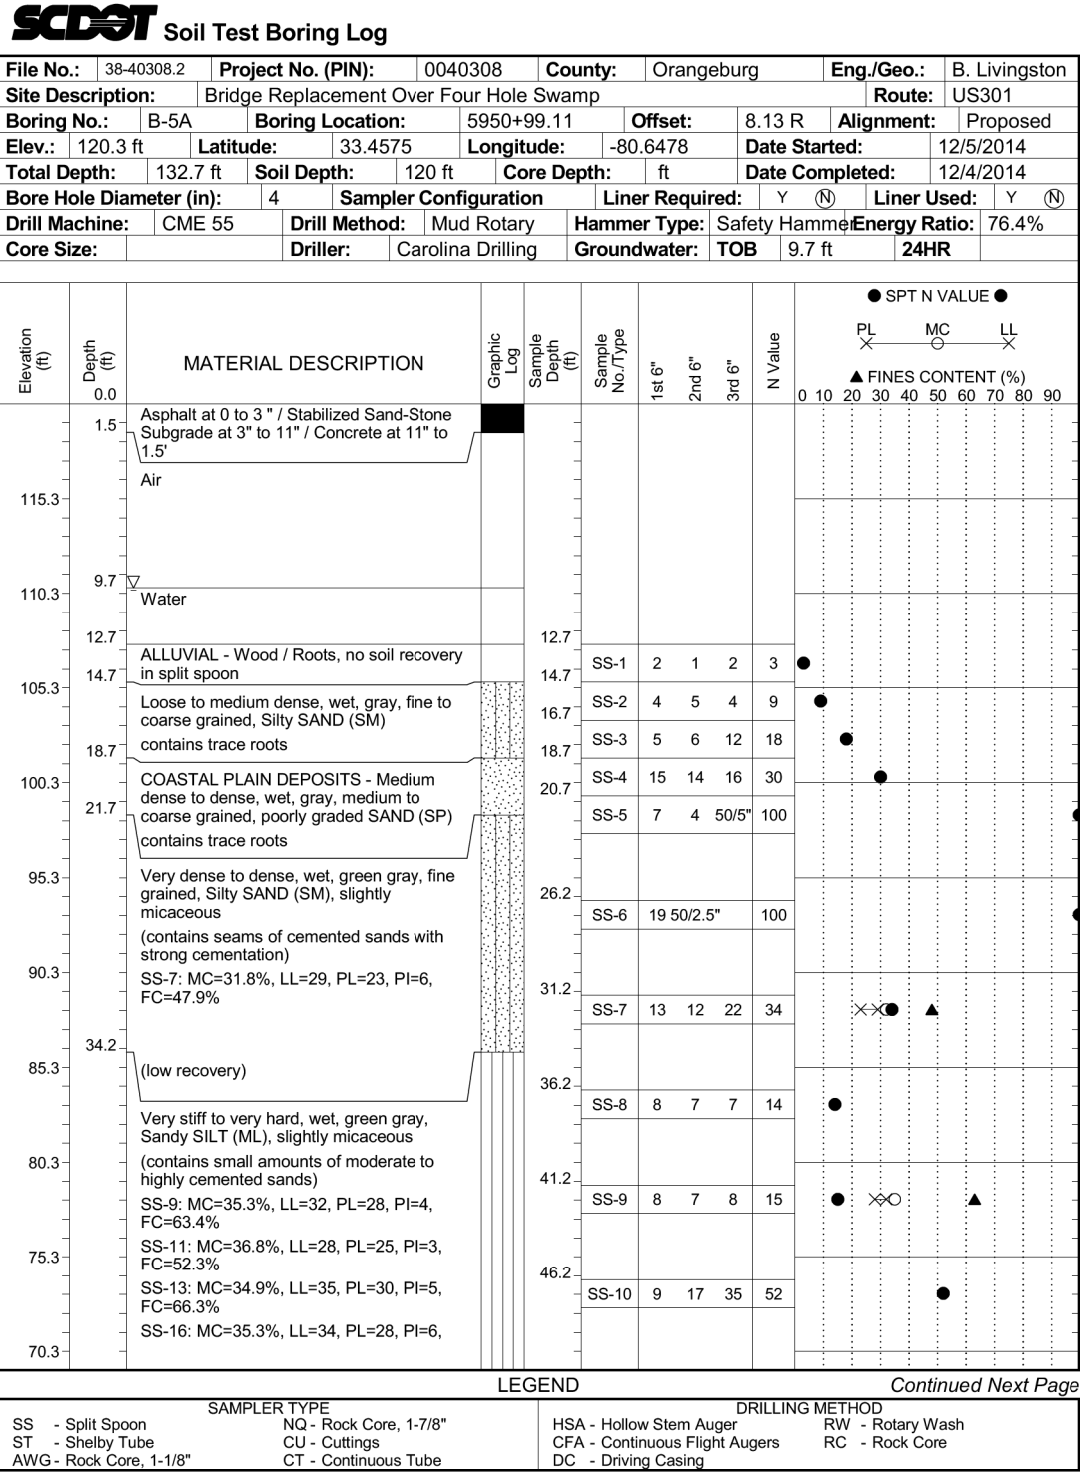 SCDOT Soil Test Boring Log
File No.: 38-40308.2 Project No. (PIN): 0040308 County: Orangeburg Eng./Geo.: B. Livingston
Site Description: Bridge Replacement Over Four Hole Swamp Route: US301
Boring No.: B-5A Boring Location: 5950+99.11 Offset: 8.13 R Alignment: Proposed
Elev.: 120.3 ft Latitude: 33.4575 Longitude: -80.6478 Date Started: 12/5/2014
Total Depth: 132.7 ft Soil Depth: 120 ft Core Depth: ft Date Completed: 12/4/2014
Bore Hole Diameter (in): 4 Sampler Configuration Liner Required: Y N Liner Used: Y N
Drill Machine: CME 55 Drill Method: Mud Rotary Hammer Type: Safety Hammer Energy Ratio: 76.4%
Core Size: Driller: Carolina Drilling Groundwater: TOB 9.7 ft 24HR
Elevation (ft)
Depth (ft)
0.0
MATERIAL DESCRIPTION
Graphic Log
Sample Depth (ft)
Sample No./Type
1st 6"
2nd 6"
3rd 6"
N Value
● SPT N VALUE ●
PL MC LL
▲ FINES CONTENT (%)
0 10 20 30 40 50 60 70 80 90
Asphalt at 0 to 3 " / Stabilized Sand-Stone
1.5 Subgrade at 3" to 11" / Concrete at 11" to
1.5'
Air
115.3
9.7
110.3 Water
12.7 12.7
ALLUVIAL - Wood / Roots, no soil recovery SS-1 2 1 2 3
14.7 in split spoon 14.7
105.3
Loose to medium dense, wet, gray, fine to SS-2 4 5 4 9
coarse grained, Silty SAND (SM) 16.7
contains trace roots SS-3 5 6 12 18
18.7 18.7
100.3 COASTAL PLAIN DEPOSITS - Medium SS-4 15 14 16 30
dense to dense, wet, gray, medium to 20.7
21.7 coarse grained, poorly graded SAND (SP) SS-5 7 4 50/5" 100
contains trace roots
95.3 Very dense to dense, wet, green gray, fine
grained, Silty SAND (SM), slightly 26.2
micaceous SS-6 19 50/2.5" 100
(contains seams of cemented sands with
strong cementation)
90.3 SS-7: MC=31.8%, LL=29, PL=23, PI=6,
FC=47.9% 31.2
SS-7 13 12 22 34
34.2
85.3 (low recovery)
36.2
SS-8 8 7 7 14
Very stiff to very hard, wet, green gray,
Sandy SILT (ML), slightly micaceous
80.3 (contains small amounts of moderate to
highly cemented sands) 41.2
SS-9: MC=35.3%, LL=32, PL=28, PI=4, SS-9 8 7 8 15
FC=63.4%
75.3 SS-11: MC=36.8%, LL=28, PL=25, PI=3,
FC=52.3% 46.2
SS-13: MC=34.9%, LL=35, PL=30, PI=5, SS-10 9 17 35 52
FC=66.3%
SS-16: MC=35.3%, LL=34, PL=28, PI=6,
70.3
LEGEND Continued Next Page
SAMPLER TYPE DRILLING METHOD
SS - Split Spoon NQ - Rock Core, 1-7/8" HSA - Hollow Stem Auger RW - Rotary Wash
ST - Shelby Tube CU - Cuttings CFA - Continuous Flight Augers RC - Rock Core
AWG - Rock Core, 1-1/8" CT - Continuous Tube DC - Driving Casing